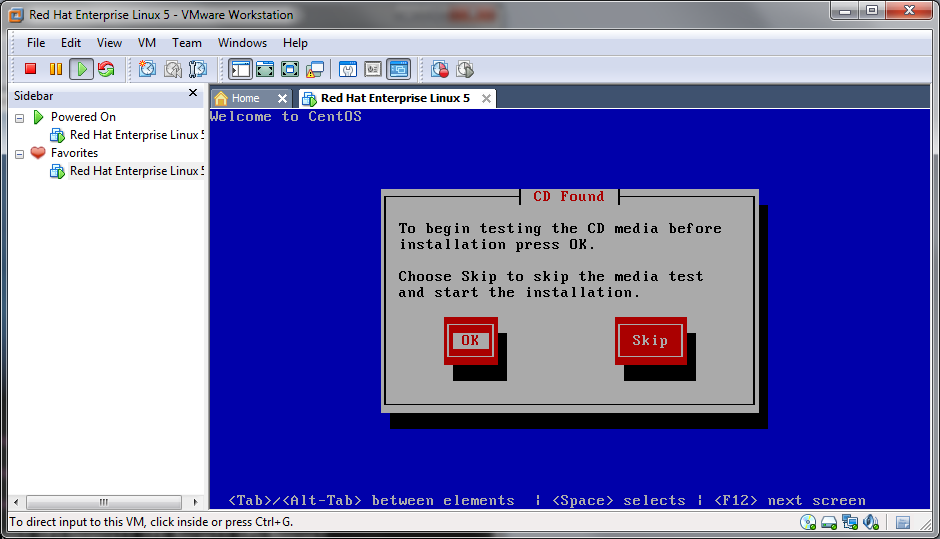 Red Hat Enterprise Linux 5 - VMware Workstation
File Edit View VM Team Windows Help
Sidebar
Powered On
Red Hat Enterprise Linux 5
Favorites
Red Hat Enterprise Linux 5
Home
Red Hat Enterprise Linux 5
Welcome to CentOS
CD Found
To begin testing the CD media before
installation press OK.
Choose Skip to skip the media test
and start the installation.
OK Skip
<Tab>/<Alt-Tab> between elements | <Space> selects | <F12> next screen
To direct input to this VM, click inside or press Ctrl+G.